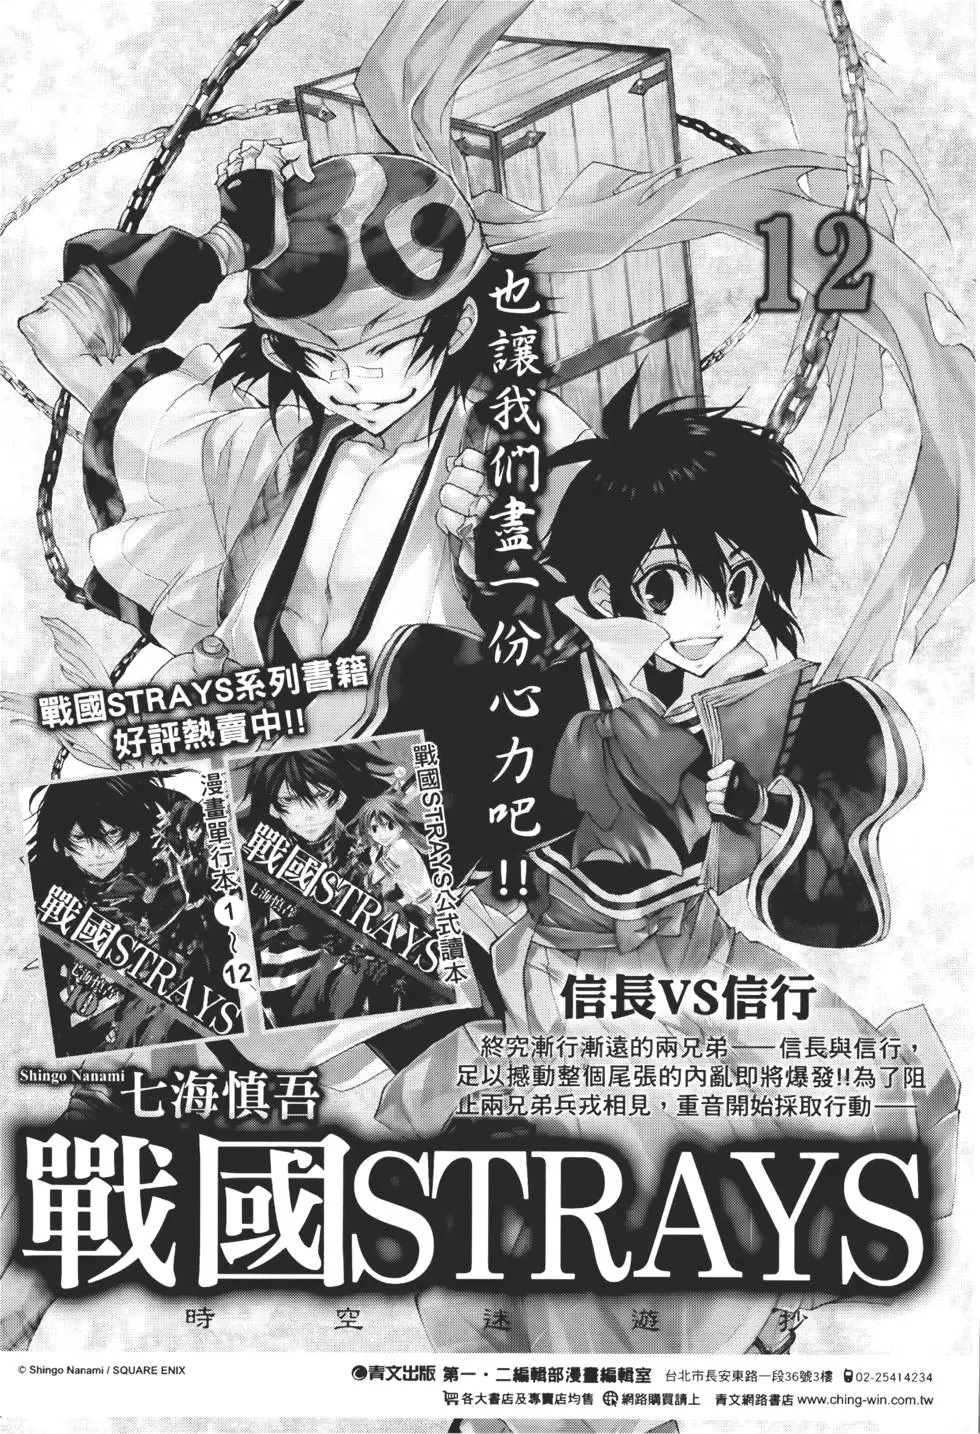 12
也讓我們盡一份心力吧!!
戰國STRAYS系列書籍
好評熱賣中!!
漫畫單行本1~12
戰國STRAYS
七海慎吾
戰國STRAYS公式讀本
戰國STRAYS
七海慎吾
信長VS信行
終究漸行漸遠的兩兄弟——信長與信行，
足以撼動整個尾張的內亂即將爆發!!為了阻
止兩兄弟兵戎相見，重音開始採取行動——
Shingo Nanami 七海慎吾
戰國STRAYS
時空迷遊抄
© Shingo Nanami / SQUARE ENIX
青文出版 第一・二編輯部漫畫編輯室 台北市長安東路一段36號3樓 02-25414234
各大書店及專賣店均售 網路購買請上 青文網路書店 www.ching-win.com.tw